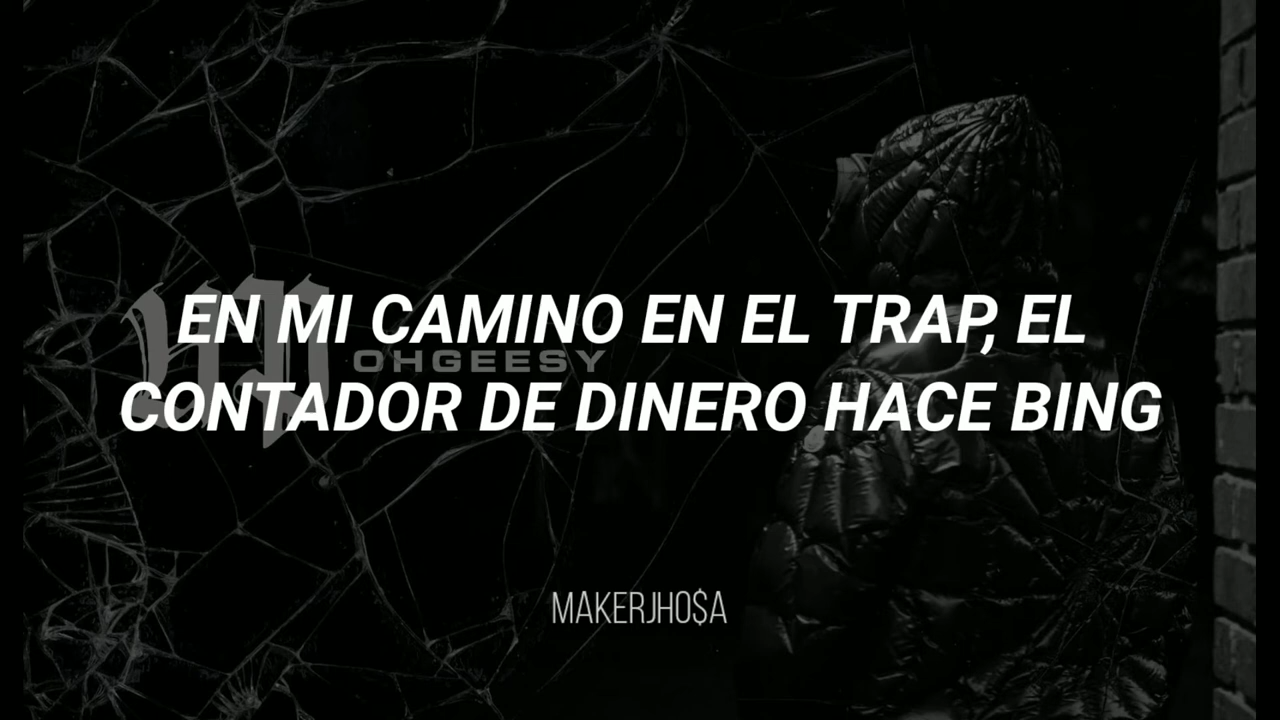 EN MI CAMINO EN EL TRAP, EL
OHGEESY
CONTADOR DE DINERO HACE BING
MAKERJHO$A